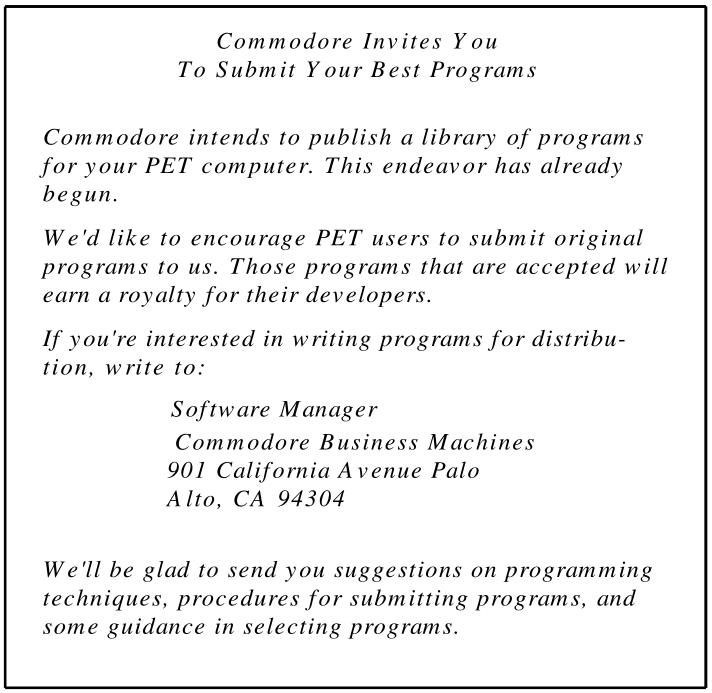 Commodore Invites You
To Submit Your Best Programs
Commodore intends to publish a library of programs
for your PET computer. This endeavor has already
begun.
We'd like to encourage PET users to submit original
programs to us. Those programs that are accepted will
earn a royalty for their developers.
If you're interested in writing programs for distribu-
tion, write to:
Software Manager
Commodore Business Machines
901 California Avenue Palo
Alto, CA 94304
We'll be glad to send you suggestions on programming
techniques, procedures for submitting programs, and
some guidance in selecting programs.